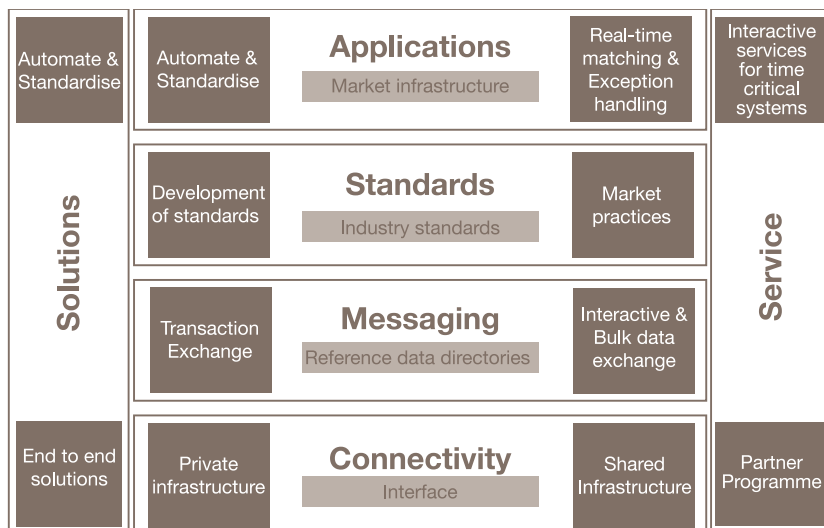 Automate &
Standardise
Solutions
End to end
solutions
Automate &
Standardise
Applications
Market infrastructure
Real-time
matching &
Exception
handling
Development
of standards
Standards
Industry standards
Market
practices
Transaction
Exchange
Messaging
Reference data directories
Interactive &
Bulk data
exchange
Private
infrastructure
Connectivity
Interface
Shared
Infrastructure
Interactive
services
for time
critical
systems
Service
Partner
Programme